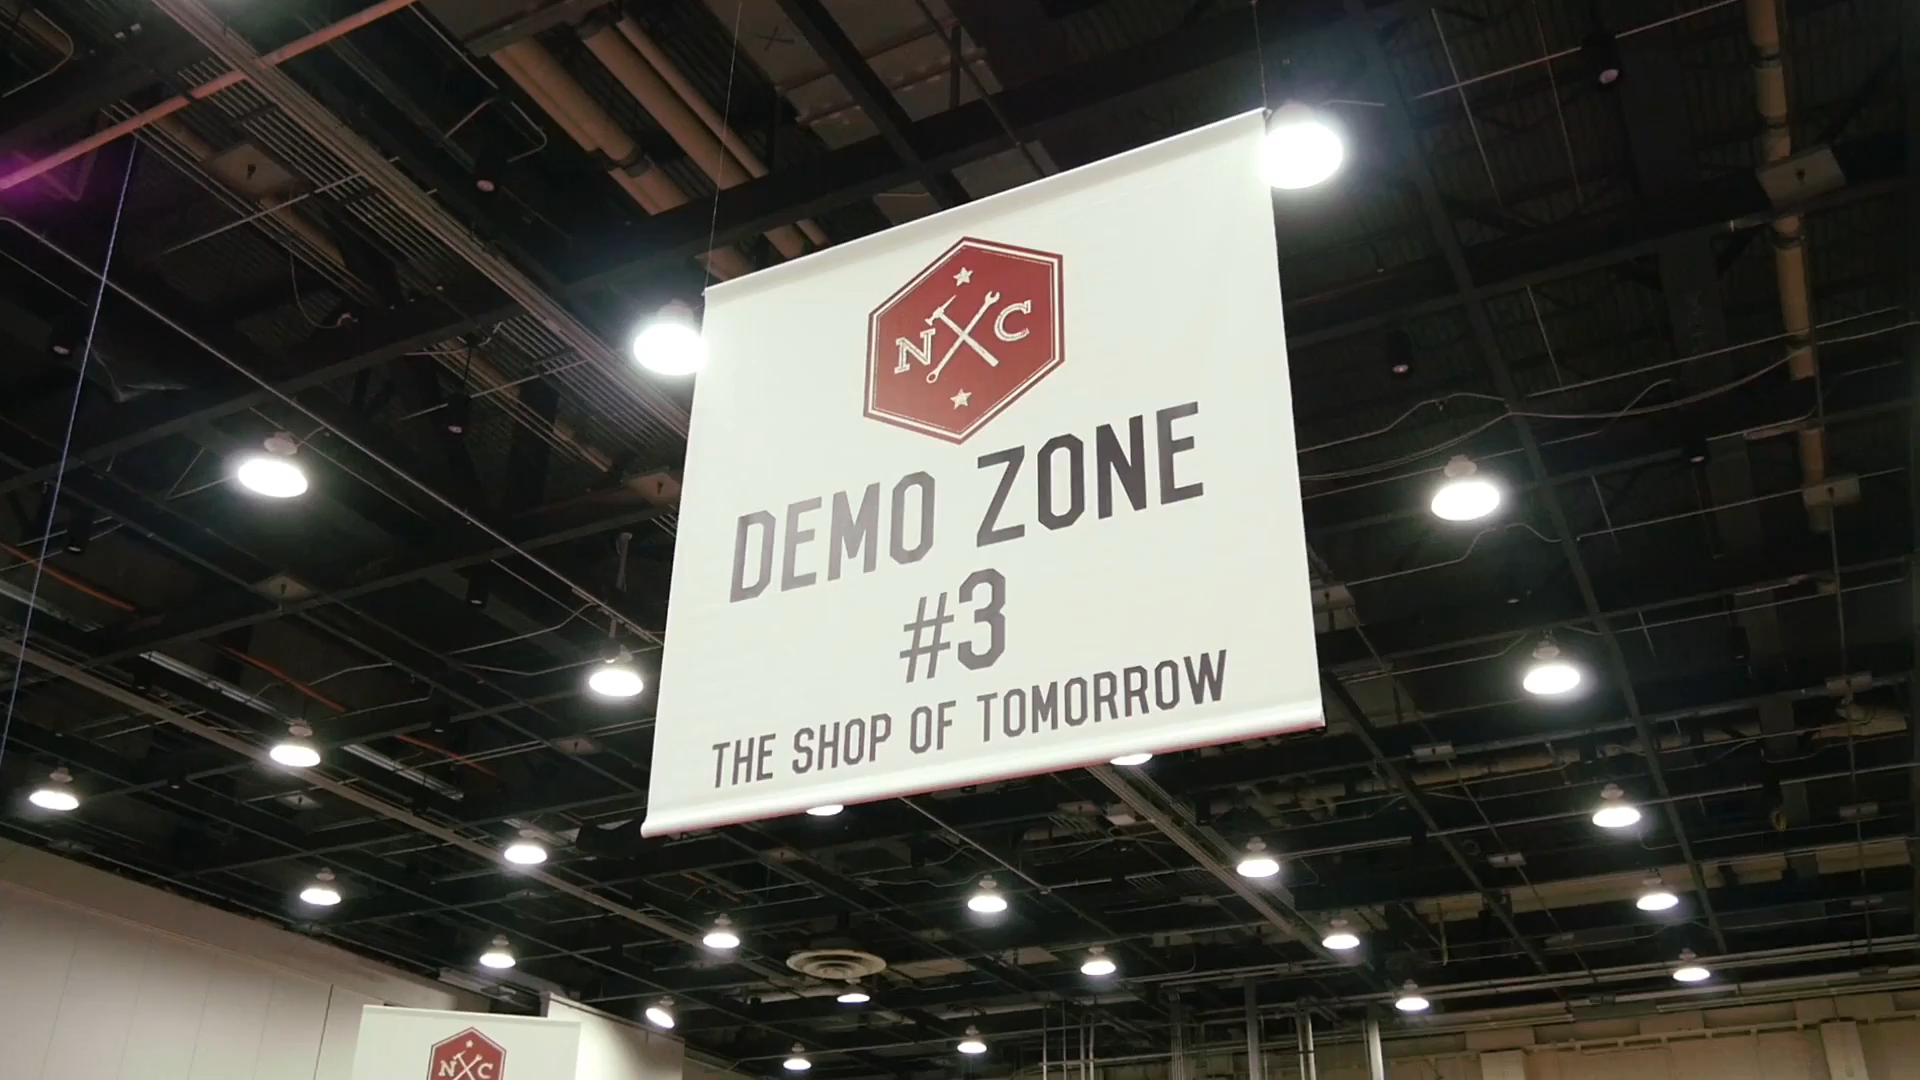 N C
DEMO ZONE
#3
THE SHOP OF TOMORROW
N C